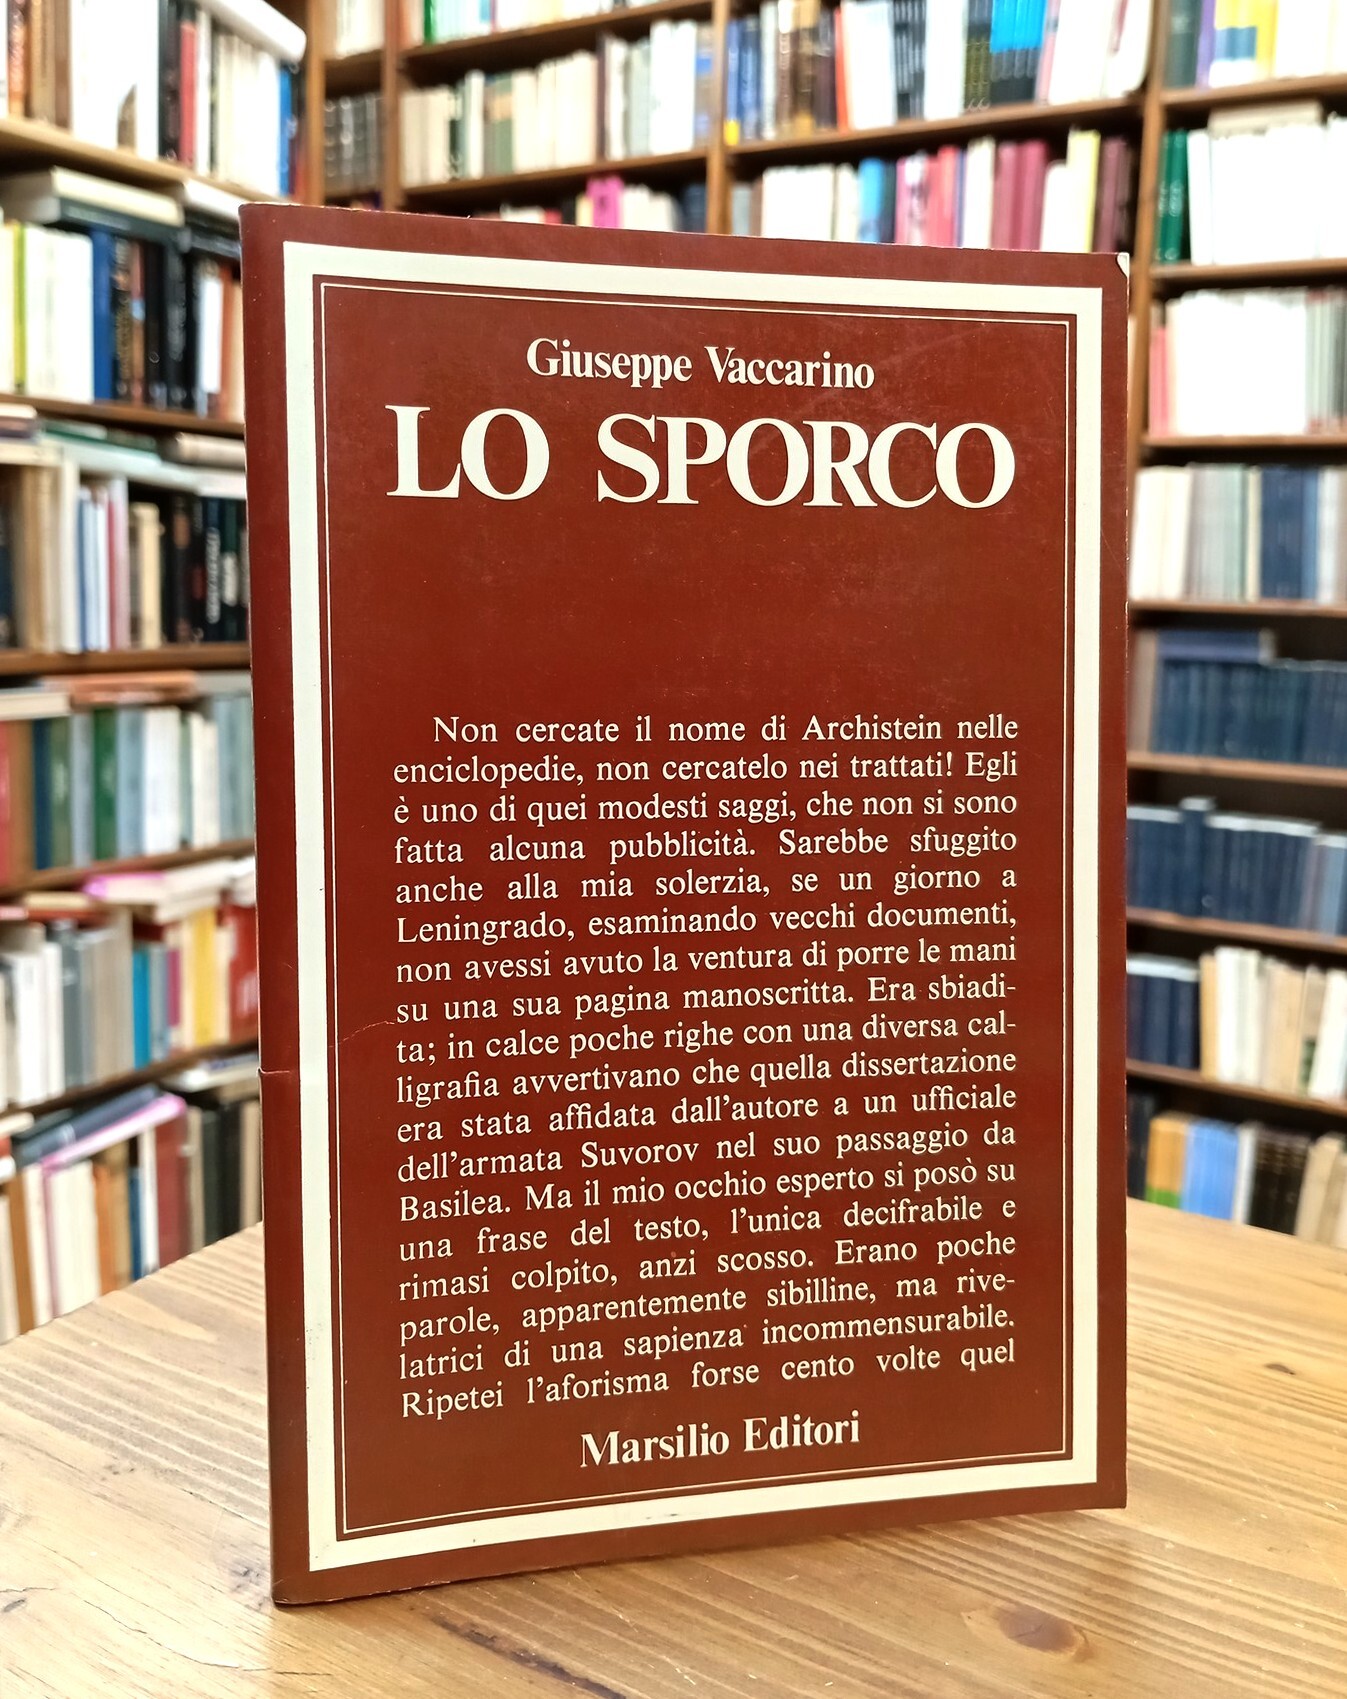 Giuseppe Vaccarino
LO SPORCO
Non cercate il nome di Archistein nelle
enciclopedie, non cercatelo nei trattati! Egli
è uno di quei modesti saggi, che non si sono
fatta alcuna pubblicità. Sarebbe sfuggito
anche alla mia solerzia, se un giorno a
Leningrado, esaminando vecchi documenti,
non avessi avuto la ventura di porre le mani
su una sua pagina manoscritta. Era sbiadi-
ta; in calce poche righe con una diversa cal-
ligrafia avvertivano che quella dissertazione
era stata affidata dall'autore a un ufficiale
dell'armata Suvorov nel suo passaggio da
Basilea. Ma il mio occhio esperto si posò su
una frase del testo, l'unica decifrabile e
rimasi colpito, anzi scosso. Erano poche
parole, apparentemente sibilline, ma rive-
latrici di una sapienza incommensurabile.
Ripetei l'aforisma forse cento volte quel
Marsilio Editori